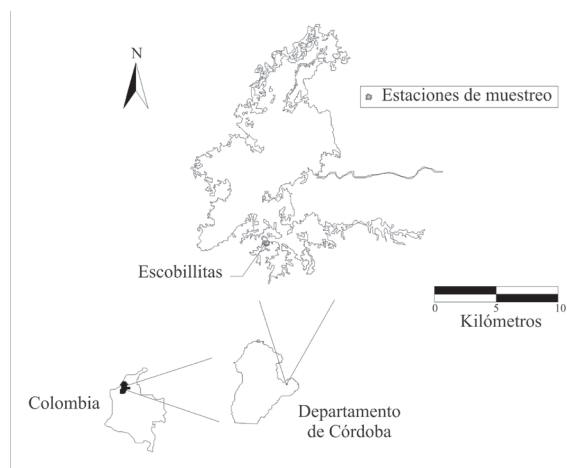 N
Estaciones de muestreo
Escobillitas
0 5 10
Kilómetros
Colombia
Departamento
de Córdoba